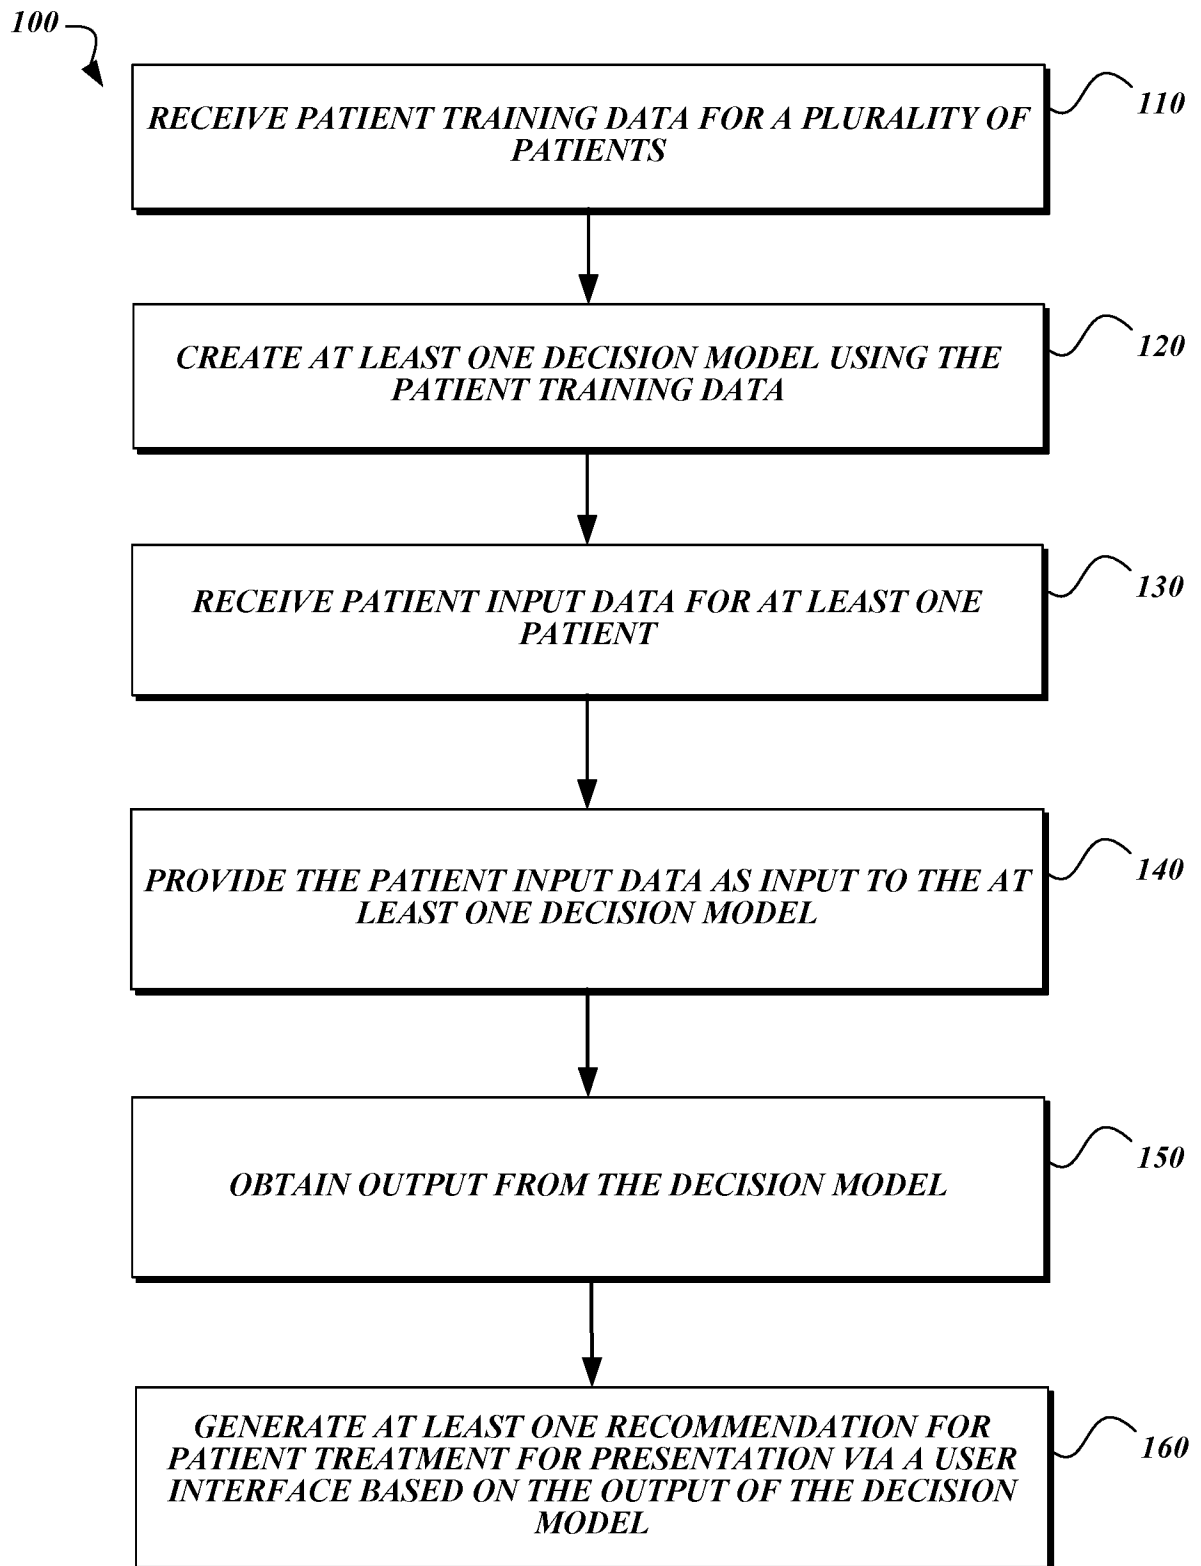 100
RECEIVE PATIENT TRAINING DATA FOR A PLURALITY OF
PATIENTS
110
CREATE AT LEAST ONE DECISION MODEL USING THE
PATIENT TRAINING DATA
120
RECEIVE PATIENT INPUT DATA FOR AT LEAST ONE
PATIENT
130
PROVIDE THE PATIENT INPUT DATA AS INPUT TO THE AT
LEAST ONE DECISION MODEL
140
OBTAIN OUTPUT FROM THE DECISION MODEL
150
GENERATE AT LEAST ONE RECOMMENDATION FOR
PATIENT TREATMENT FOR PRESENTATION VIA A USER
INTERFACE BASED ON THE OUTPUT OF THE DECISION
MODEL
160